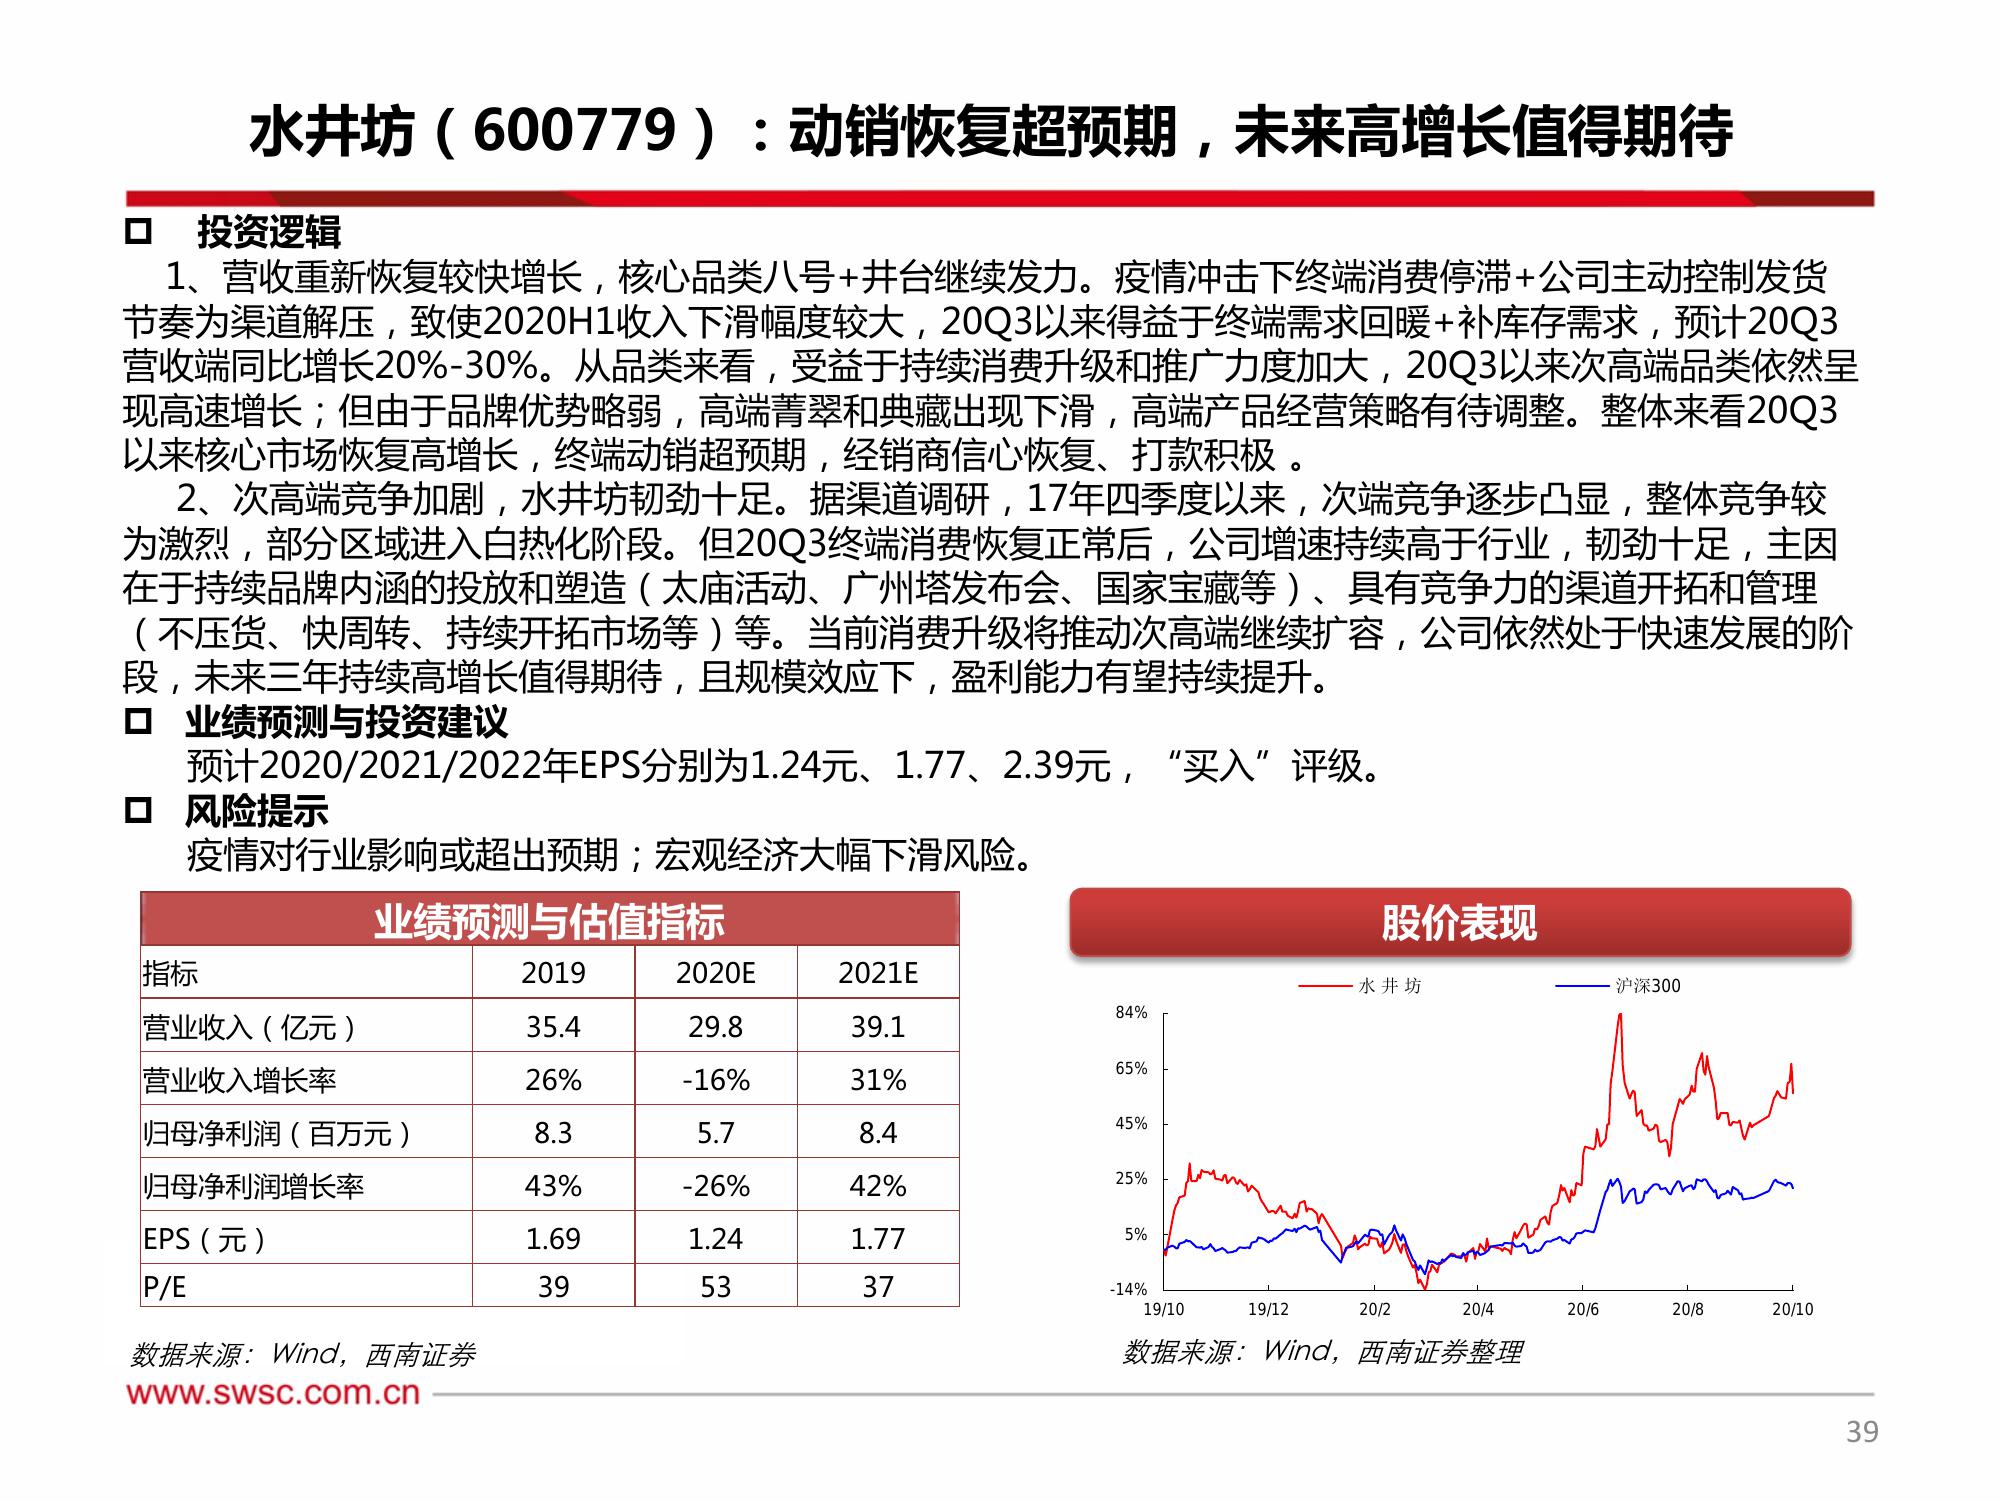 水井坊（600779）：动销恢复超预期，未来高增长值得期待
投资逻辑
1、营收重新恢复较快增长，核心品类八号+井台继续发力。疫情冲击下终端消费停滞+公司主动控制发货
节奏为渠道解压，致使2020H1收入下滑幅度较大，20Q3以来得益于终端需求回暖+补库存需求，预计20Q3
营收端同比增长20%-30%。从品类来看，受益于持续消费升级和推广力度加大，20Q3以来次高端品类依然呈
现高速增长；但由于品牌优势略弱，高端菁翠和典藏出现下滑，高端产品经营策略有待调整。整体来看20Q3
以来核心市场恢复高增长，终端动销超预期，经销商信心恢复、打款积极 。
2、次高端竞争加剧，水井坊韧劲十足。据渠道调研，17年四季度以来，次端竞争逐步凸显，整体竞争较
为激烈，部分区域进入白热化阶段。但20Q3终端消费恢复正常后，公司增速持续高于行业，韧劲十足，主因
在于持续品牌内涵的投放和塑造（太庙活动、广州塔发布会、国家宝藏等）、具有竞争力的渠道开拓和管理
（不压货、快周转、持续开拓市场等）等。当前消费升级将推动次高端继续扩容，公司依然处于快速发展的阶
段，未来三年持续高增长值得期待，且规模效应下，盈利能力有望持续提升。
业绩预测与投资建议
预计2020/2021/2022年EPS分别为1.24元、1.77、2.39元，“买入”评级。
风险提示
疫情对行业影响或超出预期；宏观经济大幅下滑风险。
业绩预测与估值指标
指标 2019 2020E 2021E
营业收入（亿元） 35.4 29.8 39.1
营业收入增长率 26% -16% 31%
归母净利润（百万元） 8.3 5.7 8.4
归母净利润增长率 43% -26% 42%
EPS（元） 1.69 1.24 1.77
P/E 39 53 37
数据来源：Wind，西南证券
股价表现
水井坊 沪深300
84%
65%
45%
25%
5%
-14%
19/10 19/12 20/2 20/4 20/6 20/8 20/10
数据来源：Wind，西南证券整理
www.swsc.com.cn
39